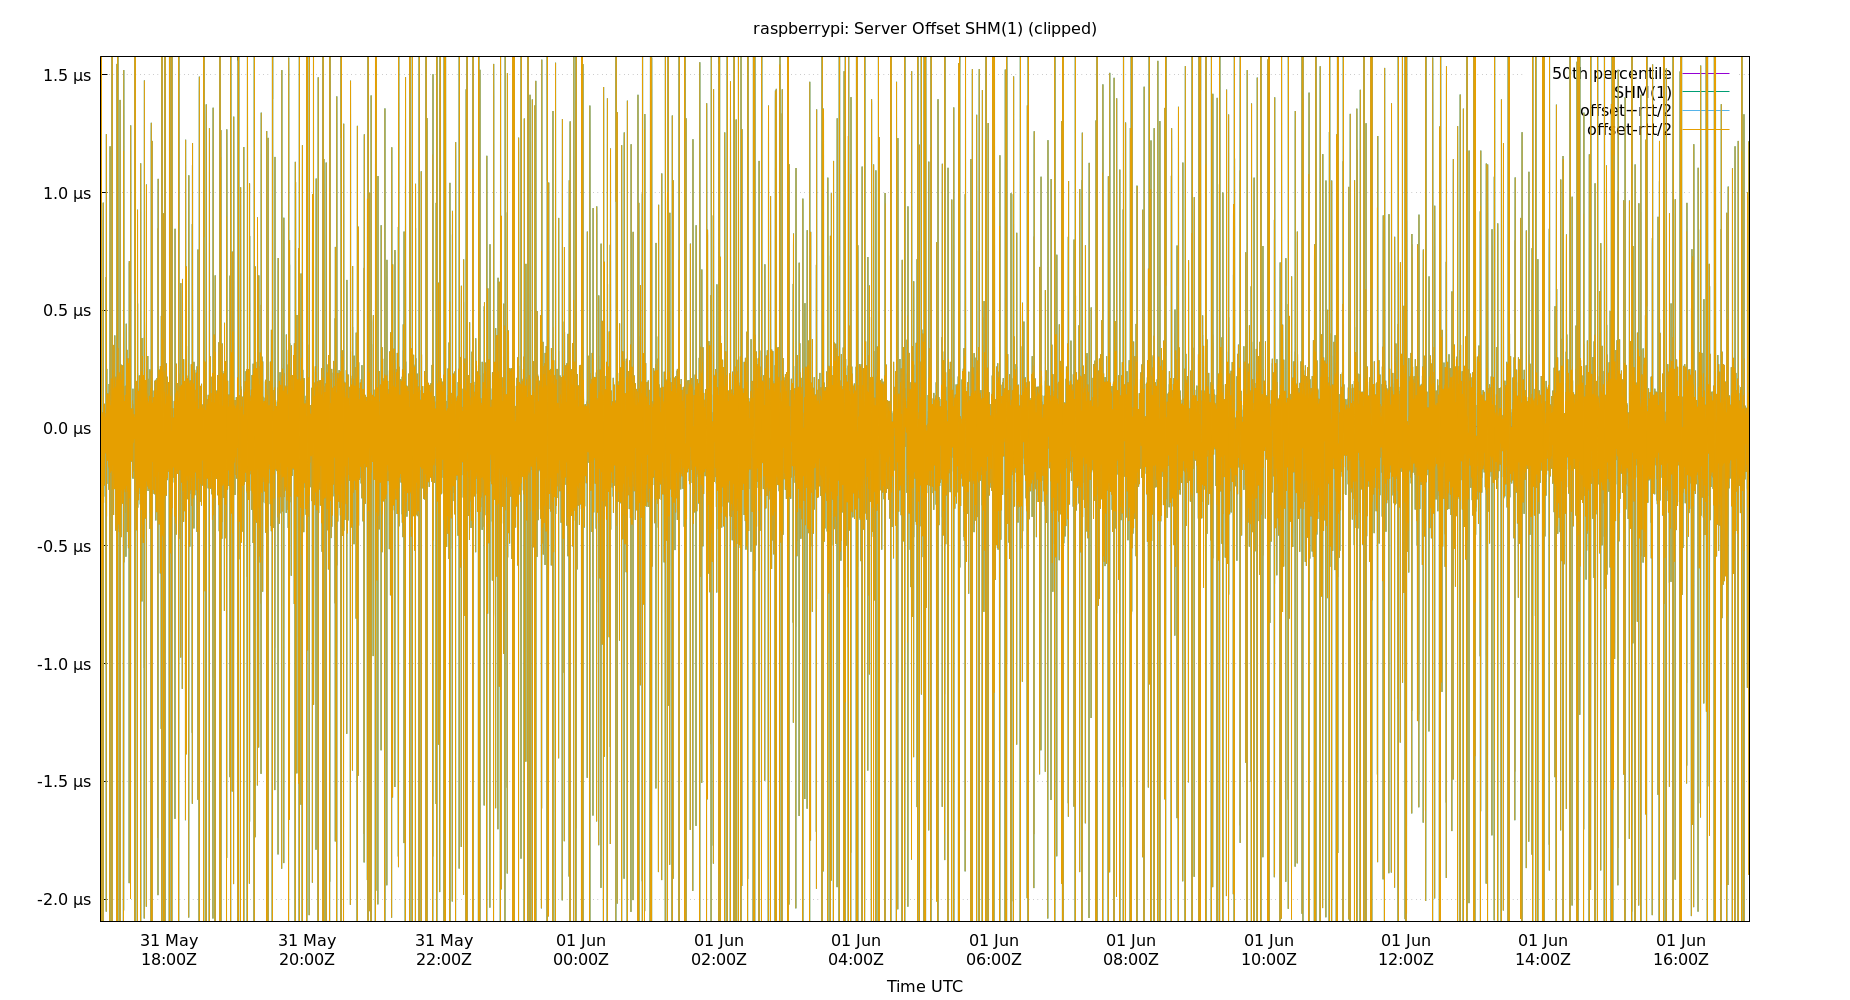 raspberrypi: Server Offset SHM(1) (clipped)
1.5 µs
1.0 µs
0.5 µs
0.0 µs
-0.5 µs
-1.0 µs
-1.5 µs
-2.0 µs
50th percentile
SHM(1)
offset+rtt/2
offset-rtt/2
31 May 31 May 31 May 01 Jun 01 Jun 01 Jun 01 Jun 01 Jun 01 Jun 01 Jun 01 Jun 01 Jun
18:00Z 20:00Z 22:00Z 00:00Z 02:00Z 04:00Z 06:00Z 08:00Z 10:00Z 12:00Z 14:00Z 16:00Z
Time UTC